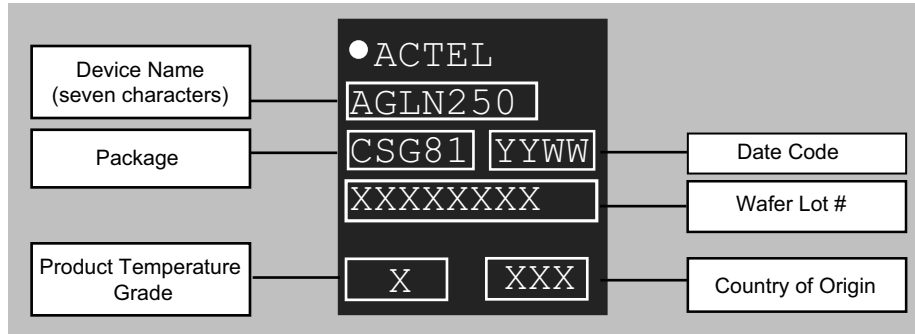 ACTEL
Device Name
(seven characters)
AGLN250
Package
CSG81 YYWW
Date Code
XXXXXXXX
Wafer Lot #
Product Temperature
Grade
X XXX
Country of Origin